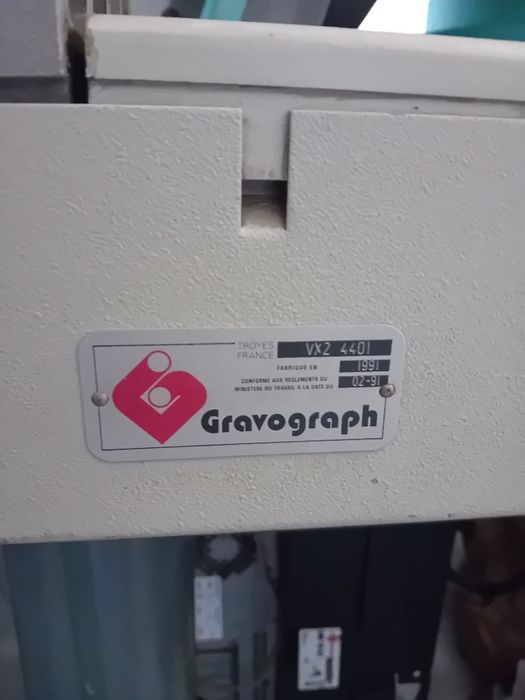 TROYES
FRANCE
VX2 4401
FABRIQUÉ EN 1991
CONFORME AUX REGLEMENTS DU
MINISTERE DU TRAVAIL A LA DATE DU 02-91
Gravograph